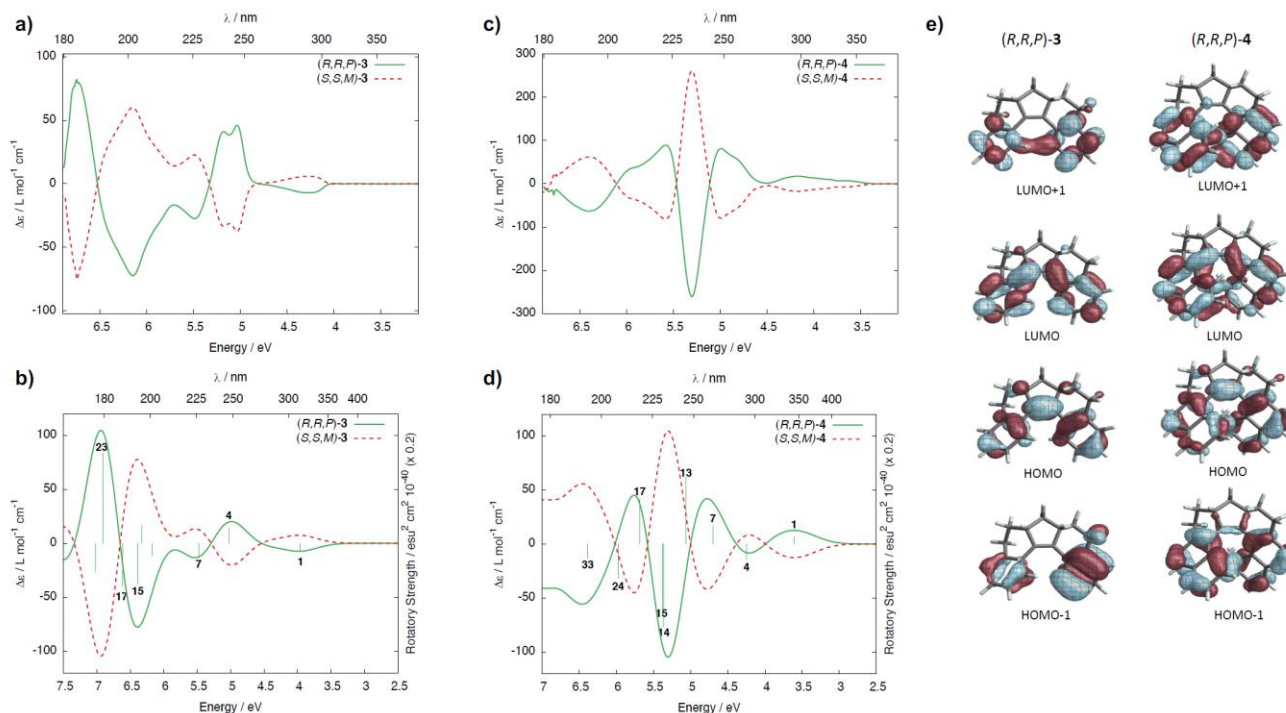 a)
λ / nm
180 200 250 300 350
(R,R,P)-3
(S,S,M)-3
Δε / L mol⁻¹ cm⁻¹
100
50
0
-50
-100
6.5 6 5.5 5 4.5 4 3.5
Energy / eV
b)
λ / nm
180 200 250 300 350 400
(R,R,P)-3
(S,S,M)-3
Δε / L mol⁻¹ cm⁻¹
100
50
0
-50
-100
23
17
15
7
4
1
Rotatory Strength / esu² cm² 10⁻⁴⁰ (x 0.2)
7.5 7 6.5 6 5.5 5 4.5 4 3.5 3 2.5
Energy / eV
c)
λ / nm
200 250 300 350
(R,R,P)-4
(S,S,M)-4
Δε / L mol⁻¹ cm⁻¹
300
200
100
0
-100
-200
-300
6.5 6 5.5 5 4.5 4 3.5
Energy / eV
d)
λ / nm
200 250 300 350 400
(R,R,P)-4
(S,S,M)-4
Δε / L mol⁻¹ cm⁻¹
100
50
0
-50
-100
33
24
17
15
14
13
7
4
1
Rotatory Strength / esu² cm² 10⁻⁴⁰ (x 0.2)
7 6.5 6 5.5 5 4.5 4 3.5 3 2.5
Energy / eV
e)
(R,R,P)-3 (R,R,P)-4
LUMO+1 LUMO+1
LUMO LUMO
HOMO HOMO
HOMO-1 HOMO-1